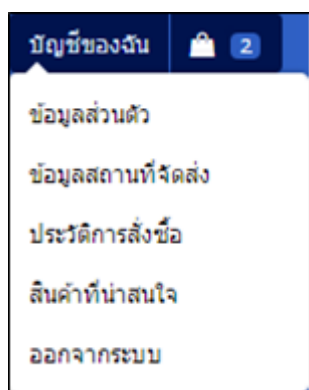 บัญชีของฉัน 2
ข้อมูลส่วนตัว
ข้อมูลสถานที่จัดส่ง
ประวัติการสั่งซื้อ
สินค้าที่น่าสนใจ
ออกจากระบบ